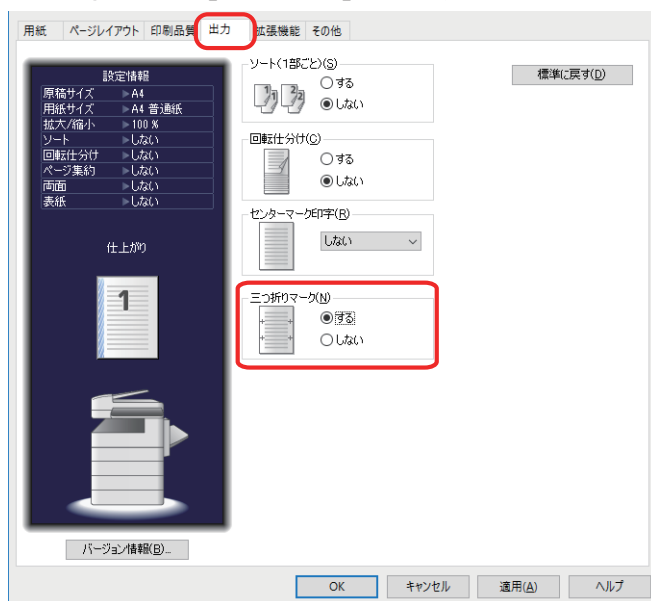 用紙 ページレイアウト 印刷品質 出力 拡張機能 その他
設定情報
原稿サイズ ▶A4
用紙サイズ ▶A4 普通紙
拡大/縮小 ▶100 %
ソート ▶しない
回転仕分け ▶しない
ページ集約 ▶しない
両面 ▶しない
表紙 ▶しない
仕上がり
1
バージョン情報(B)...
ソート(1部ごと)(S)
1 1 2 2
する
しない
回転仕分け(C)
する
しない
センターマーク印字(R)
しない
三つ折りマーク(N)
する
しない
標準に戻す(D)
OK キャンセル 適用(A) ヘルプ